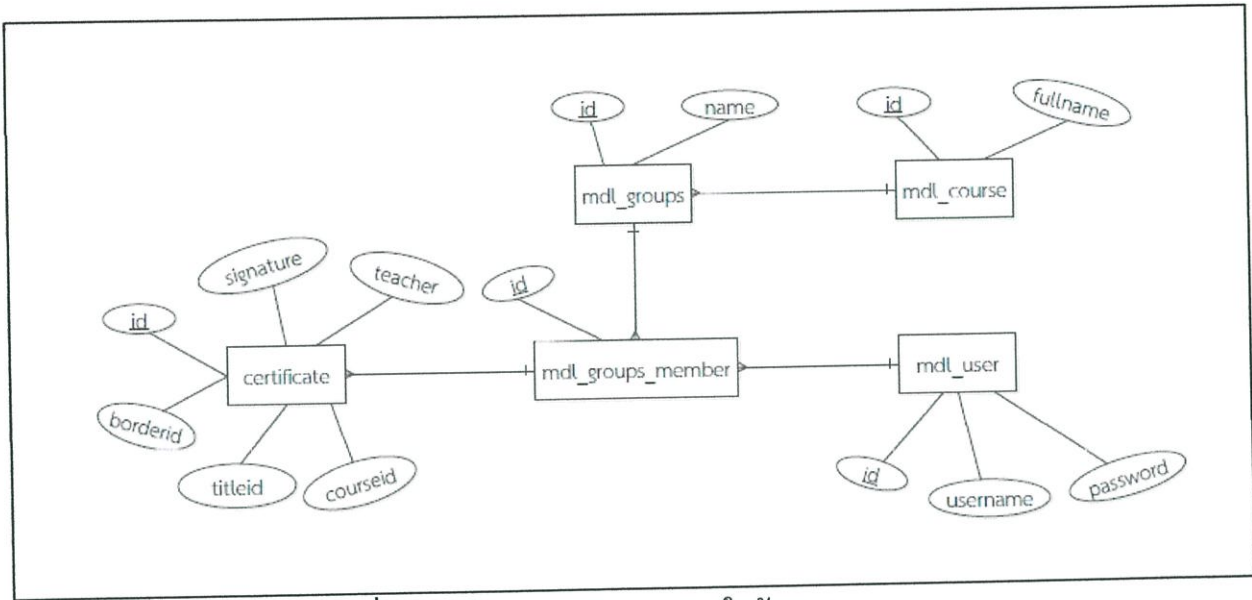 id
name
id
fullname
mdl_groups
mdl_course
signature
teacher
id
id
certificate
mdl_groups_member
mdl_user
borderid
titleid
courseid
id
username
password